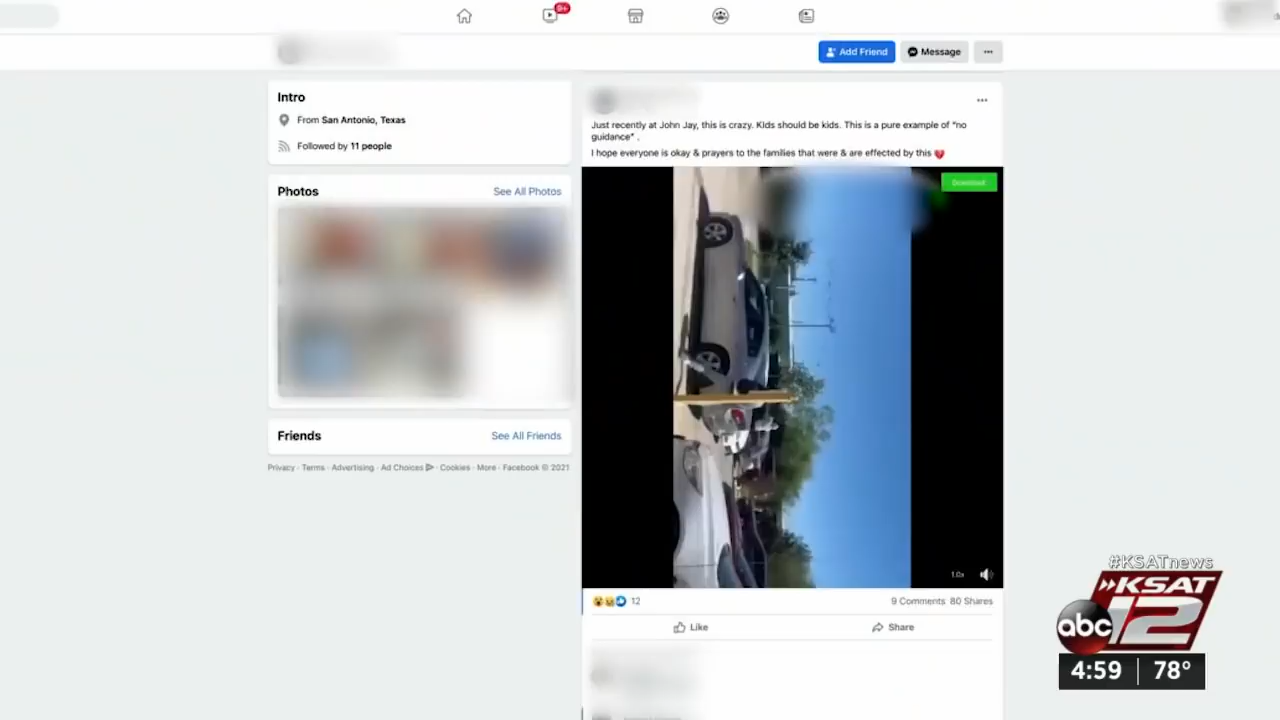 9+
Add Friend
Message
Intro
From San Antonio, Texas
Followed by 11 people
Photos
See All Photos
Friends
See All Friends
Privacy · Terms · Advertising · Ad Choices · Cookies · More · Facebook © 2021
Just recently at John Jay, this is crazy. Kids should be kids. This is a pure example of "no
guidance" .
I hope everyone is okay & prayers to the families that were & are effected by this
Download
1.0x
12
9 Comments 80 Shares
Like
Share
#KSATnews
KSAT
abc 12
4:59 78°